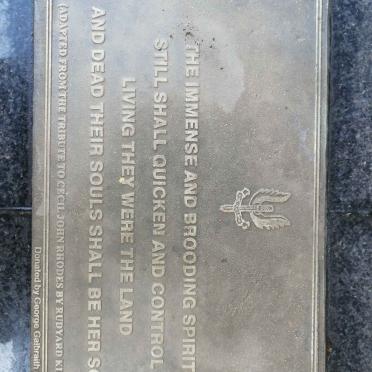 THE IMMENSE AND BROODING SPIRIT
STILL SHALL QUICKEN AND CONTROL
LIVING THEY WERE THE LAND
AND DEAD THEIR SOULS SHALL BE HER
(ADAPTED FROM THE TRIBUTE TO CECIL JOHN RHODES BY RUDYARD
Donated by George Galbraith